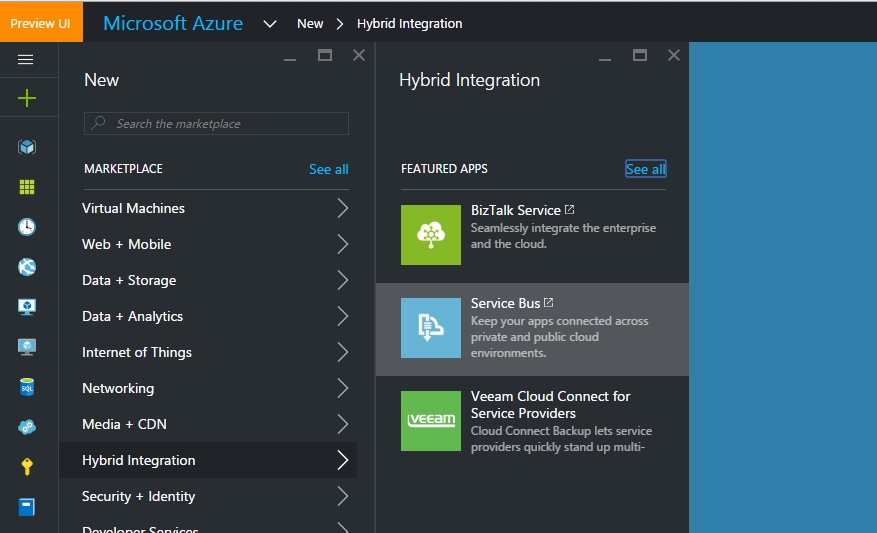 Preview UI
Microsoft Azure
New
Hybrid Integration
New
Search the marketplace
MARKETPLACE
See all
Virtual Machines
Web + Mobile
Data + Storage
Data + Analytics
Internet of Things
Networking
Media + CDN
Hybrid Integration
Security + Identity
Developer Services
SQL
Hybrid Integration
FEATURED APPS
See all
BizTalk Service
Seamlessly integrate the enterprise
and the cloud.
Service Bus
Keep your apps connected across
private and public cloud
environments.
veeAM
Veeam Cloud Connect for
Service Providers
Cloud Connect Backup lets service
providers quickly stand up multi-